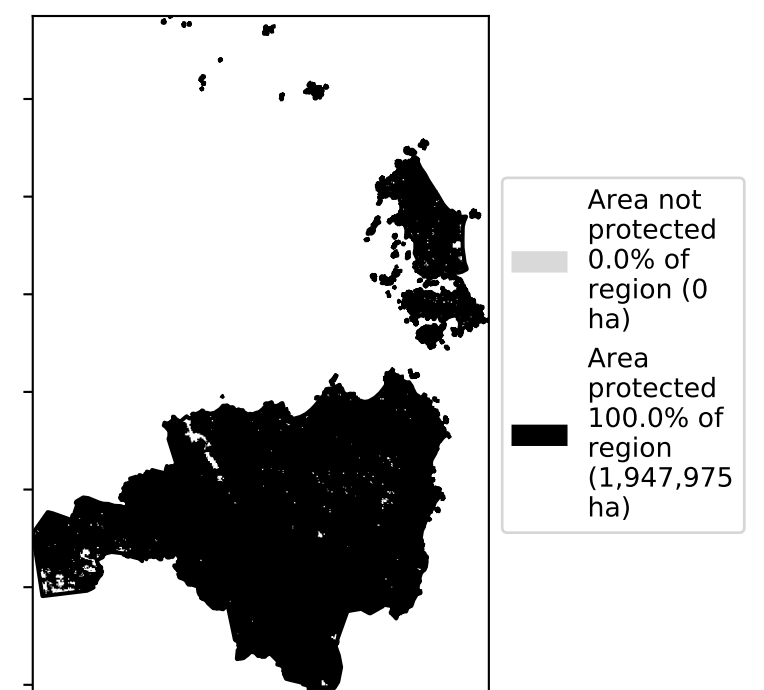 Area not
protected
0.0% of
region (0
ha)
Area
protected
100.0% of
region
(1,947,975
ha)